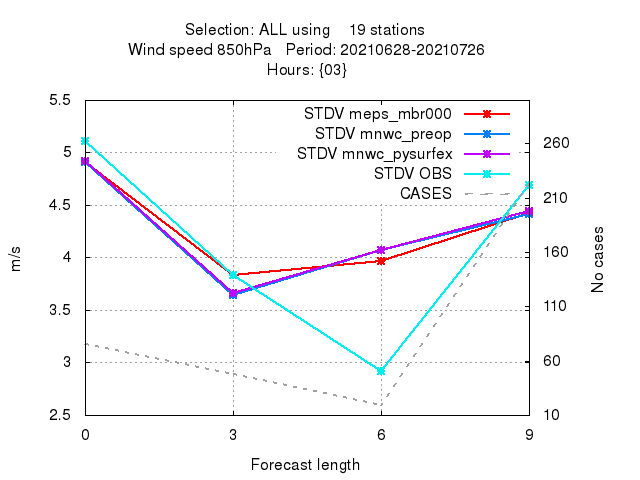 Selection: ALL using 19 stations
Wind speed 850hPa Period: 20210628-20210726
Hours: {03}
5.5
5
4.5
4
3.5
3
2.5
m/s
STDV meps_mbr000
STDV mnwc_preop
STDV mnwc_pysurfex
STDV OBS
CASES
260
210
160
110
60
10
No cases
0 3 6 9
Forecast length